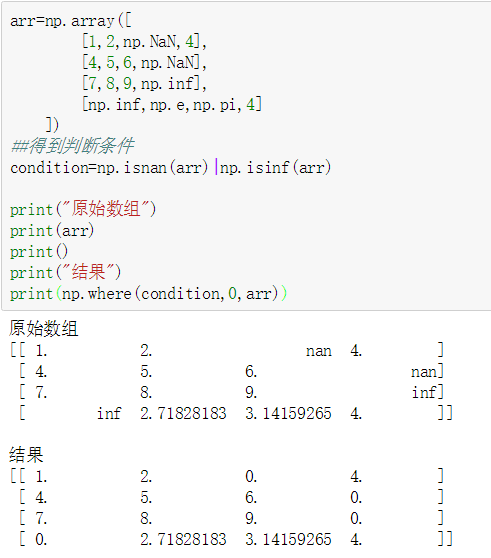 arr=np.array([
        [1,2,np.NaN,4],
        [4,5,6,np.NaN],
        [7,8,9,np.inf],
        [np.inf,np.e,np.pi,4]
    ])
##得到判断条件
condition=np.isnan(arr)|np.isinf(arr)

print("原始数组")
print(arr)
print()
print("结果")
print(np.where(condition,0,arr))
原始数组
[[ 1.         2.                nan  4.        ]
 [ 4.         5.         6.                nan]
 [ 7.         8.         9.                inf]
 [        inf  2.71828183  3.14159265  4.        ]]

结果
[[ 1.         2.         0.         4.        ]
 [ 4.         5.         6.         0.        ]
 [ 7.         8.         9.         0.        ]
 [ 0.         2.71828183  3.14159265  4.        ]]